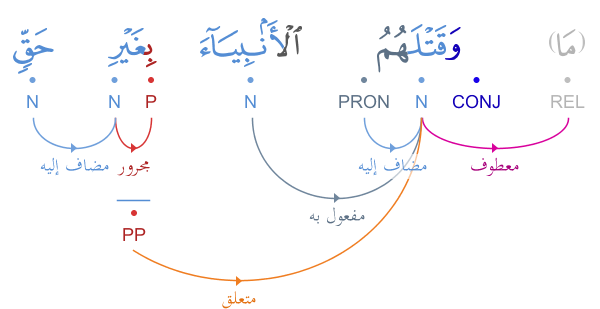 (مَا) وَقَتْلَهُمُ ٱلْأَنۢبِيَآءَ بِغَيْرِ حَقٍّ
REL CONJ N PRON N P N N
معطوف مضاف إليه مجرور مضاف إليه
مفعول به
PP
متعلق